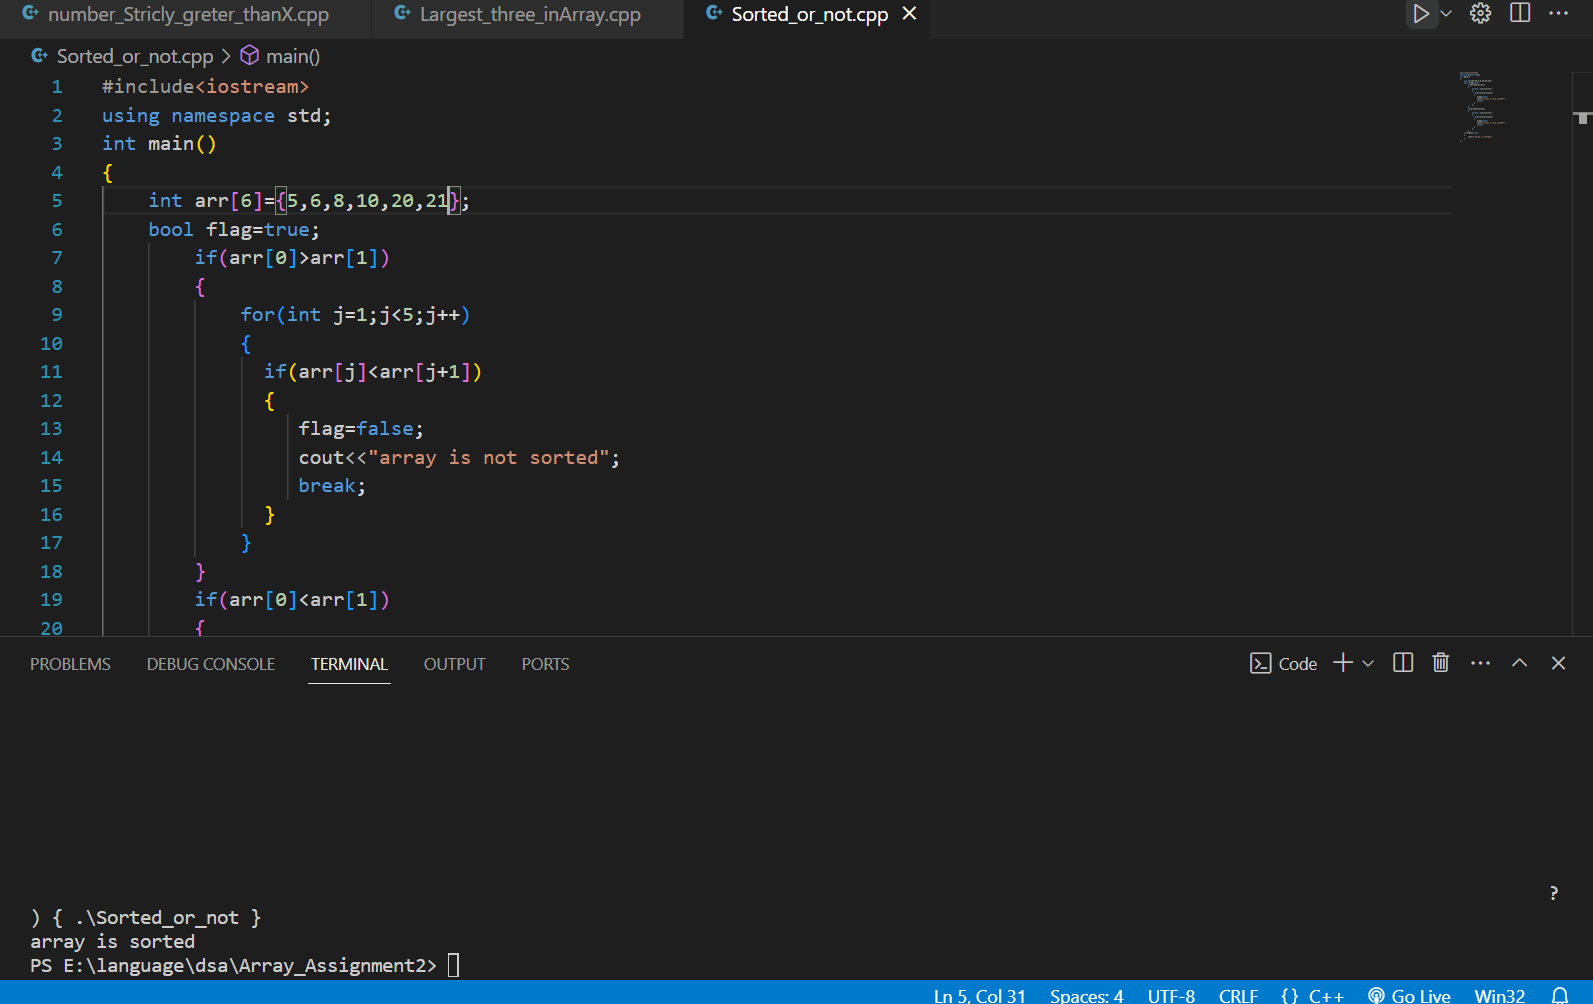 number_Stricly_greter_thanX.cpp Largest_three_inArray.cpp Sorted_or_not.cpp
Sorted_or_not.cpp > main()
1 #include<iostream>
2 using namespace std;
3 int main()
4 {
5 int arr[6]={5,6,8,10,20,21};
6 bool flag=true;
7 if(arr[0]>arr[1])
8 {
9 for(int j=1;j<5;j++)
10 {
11 if(arr[j]<arr[j+1])
12 {
13 flag=false;
14 cout<<"array is not sorted";
15 break;
16 }
17 }
18 }
19 if(arr[0]<arr[1])
20 {
PROBLEMS DEBUG CONSOLE TERMINAL OUTPUT PORTS Code
?
) { .\Sorted_or_not }
array is sorted
PS E:\language\dsa\Array_Assignment2>
Ln 5, Col 31 Spaces: 4 UTF-8 CRLF {} C++ Go Live Win32